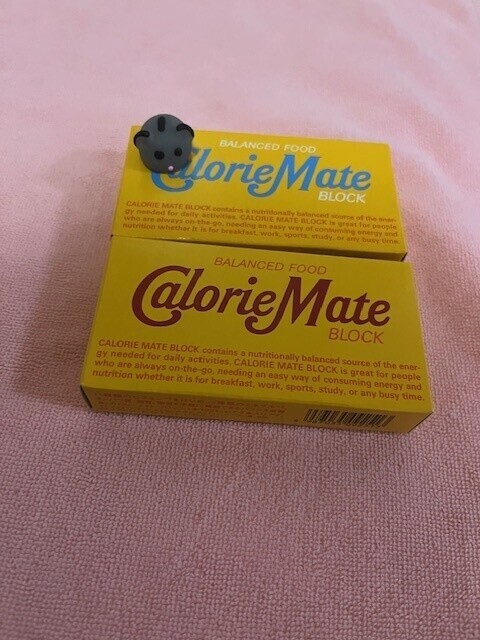 BALANCED FOOD
CalorieMate
BLOCK
CALORIE MATE BLOCK contains a nutritionally balanced source of the ener-
gy needed for daily activities. CALORIE MATE BLOCK is great for people
who are always on-the-go, needing an easy way of consuming energy and
nutrition whether it is for breakfast, work, sports, study, or any busy time.
BALANCED FOOD
CalorieMate
BLOCK
CALORIE MATE BLOCK contains a nutritionally balanced source of the ener-
gy needed for daily activities. CALORIE MATE BLOCK is great for people
who are always on-the-go, needing an easy way of consuming energy and
nutrition whether it is for breakfast, work, sports, study, or any busy time.